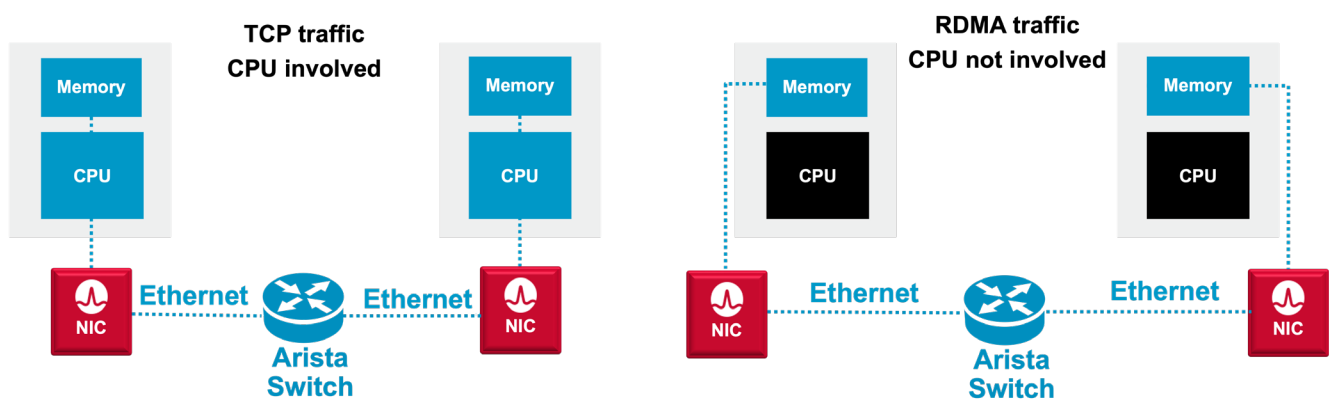 TCP traffic
CPU involved
Memory
CPU
NIC
Ethernet
Arista
Switch
Ethernet
Memory
CPU
NIC
RDMA traffic
CPU not involved
Memory
CPU
NIC
Ethernet
Arista
Switch
Ethernet
Memory
CPU
NIC